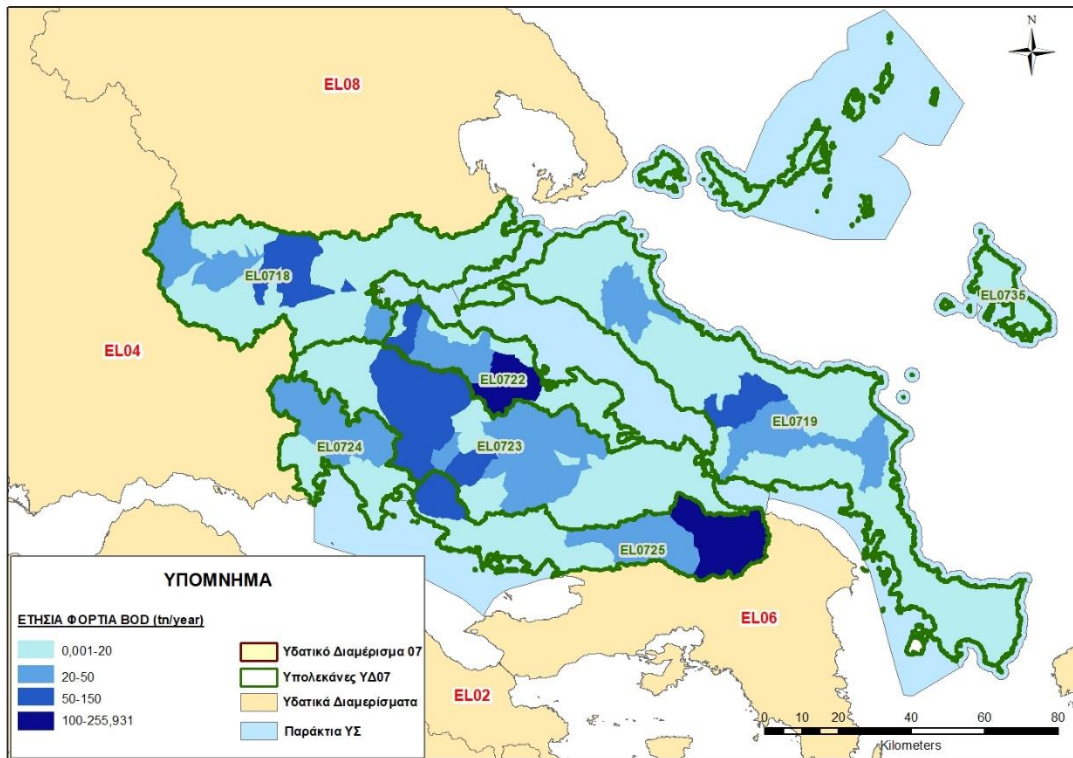 N
EL08
EL0718
EL0735
EL04
EL0722
EL0719
EL0724
EL0723
EL0725
ΥΠΟΜΝΗΜΑ
ΕΤΗΣΙΑ ΦΟΡΤΙΑ BOD (tn/year)
0,001-20
20-50
50-150
100-255,931
Υδατικό Διαμέρισμα 07
Υπολεκάνες ΥΔ07
Υδατικά Διαμερίσματα
Παράκτια ΥΣ
EL06
EL02
0 10 20 40 60 80
Kilometers